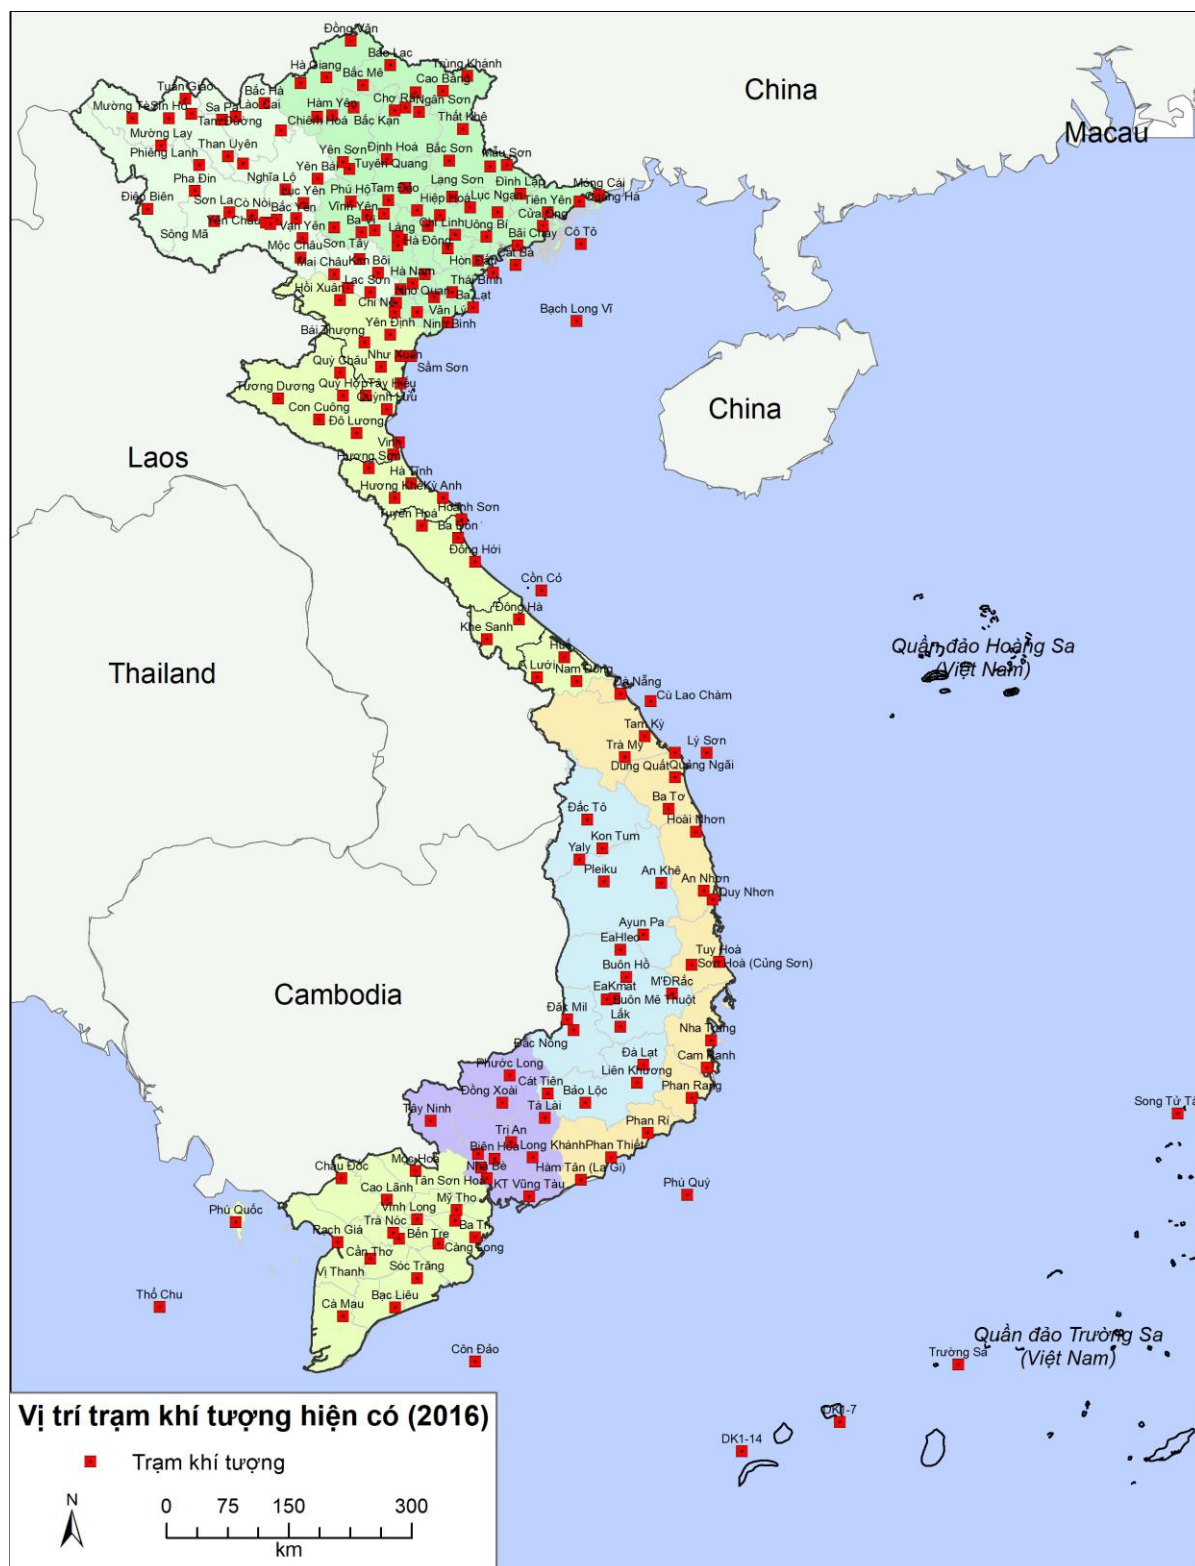 Đồng Văn
Bảo Lạc
Hà Giang
Trùng Khánh
Bắc Mê
Cao Bằng
China
Tuần Giáo
Bắc Hà
Mường Tè
Sìn Hồ
Sa Pa
Lào Cai
Hàm Yên
Chợ Rã
Ngân Sơn
Macau
Tam Đường
Chiêm Hoá
Bắc Kạn
Thất Khê
Mường Lay
Phiêng Lanh
Than Uyên
Yên Sơn
Định Hoá
Bắc Sơn
Mẫu Sơn
Tuyên Quang
Yên Bái
Pha Đin
Nghĩa Lộ
Lục Yên
Phú Hộ
Tam Đảo
Lạng Sơn
Đình Lập
Móng Cái
Quảng Hà
Điệp Biên
Sơn La
Cò Nòi
Bắc Yên
Vĩnh Yên
Hiệp Hoà
Lục Ngạn
Tiên Yên
Sông Mã
Yên Châu
Vạn Yên
Ba Vì
Láng
Chí Linh
Uông Bí
Cửa Ông
Mộc Châu
Sơn Tây
Hà Đông
Bãi Cháy
Cô Tô
Mai Châu
Kim Bôi
Hà Nam
Hòn Dấu
Cát Bà
Hồi Xuân
Lạc Sơn
Nho Quan
Thái Bình
Ba Lạt
Bạch Long Vĩ
Chi Nê
Văn Lý
Bái Thượng
Yên Định
Ninh Bình
Quỳ Châu
Như Xuân
Sầm Sơn
Tương Dương
Quỳ Hợp
Tây Hiếu
Quỳnh Lưu
Con Cuông
China
Đô Lương
Vinh
Laos
Hương Sơn
Hà Tĩnh
Hương Khê
Kỳ Anh
Hoành Sơn
Tuyên Hoá
Ba Đồn
Đồng Hới
Cồn Cỏ
Đông Hà
Khe Sanh
Huế
Quần đảo Hoàng Sa
(Việt Nam)
Thailand
A Lưới
Nam Đông
Đà Nẵng
Cù Lao Chàm
Tam Kỳ
Trà My
Lý Sơn
Dung Quất
Quảng Ngãi
Ba Tơ
Đắc Tô
Hoài Nhơn
Kon Tum
Yaly
Pleiku
An Khê
An Nhơn
Quy Nhơn
Ayun Pa
EaHleo
Tuy Hoà
Sơn Hoà (Củng Sơn)
Buôn Hồ
Cambodia
EaKmat
M'ĐRắc
Buôn Mê Thuột
Đăk Mil
Lắk
Đắc Nông
Nha Trang
Đà Lạt
Cam Ranh
Phước Long
Liên Khương
Cát Tiên
Đồng Xoài
Bảo Lộc
Phan Rang
Tây Ninh
Tà Lài
Song Tử Tây
Phan Rí
Trị An
Biên Hoà
Long Khánh
Phan Thiết
Mộc Hoá
Châu Đốc
Nhà Bè
Tân Sơn Hoà
Hàm Tân (La Gi)
KT Vũng Tàu
Phú Quý
Cao Lãnh
Mỹ Tho
Phú Quốc
Vĩnh Long
Trà Nóc
Rạch Giá
Bến Tre
Ba Tri
Càng Long
Cần Thơ
Vị Thanh
Sóc Trăng
Thổ Chu
Cà Mau
Bạc Liêu
Quần đảo Trường Sa
(Việt Nam)
Côn Đảo
Trường Sa
DK1-7
DK1-14
Vị trí trạm khí tượng hiện có (2016)
Trạm khí tượng
N
0 75 150 300
km